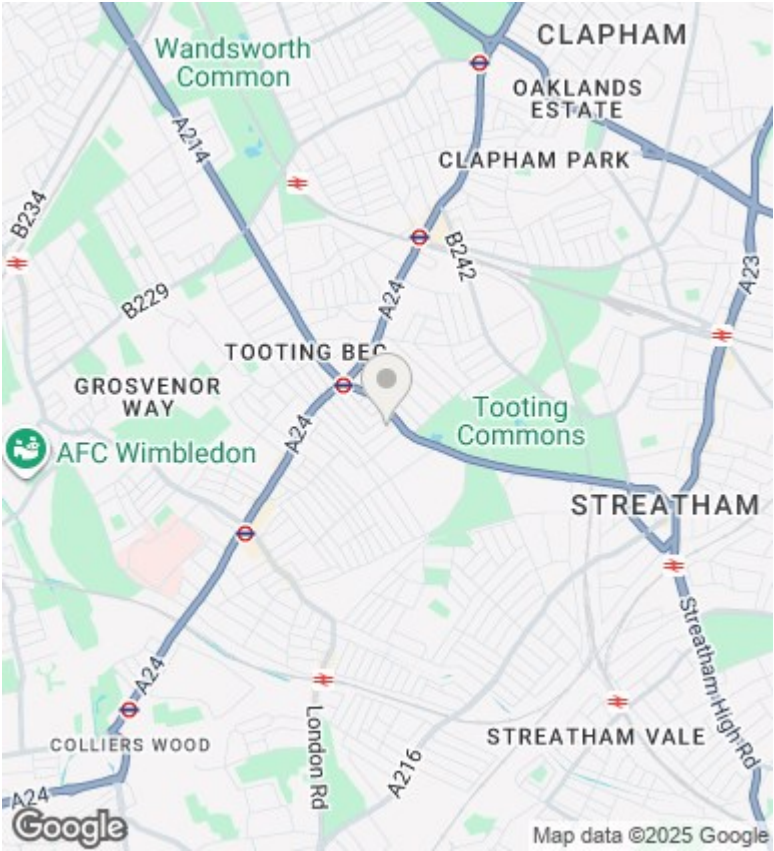 Wandsworth
Common
CLAPHAM
OAKLANDS
ESTATE
A214
CLAPHAM PARK
B234
B242
A23
B229
A24
TOOTING BEC
GROSVENOR
WAY
Tooting
Commons
A24
AFC Wimbledon
STREATHAM
A24
Streatham High Rd
London Rd
COLLIERS WOOD
STREATHAM VALE
A216
A24
Google
Map data ©2025 Google